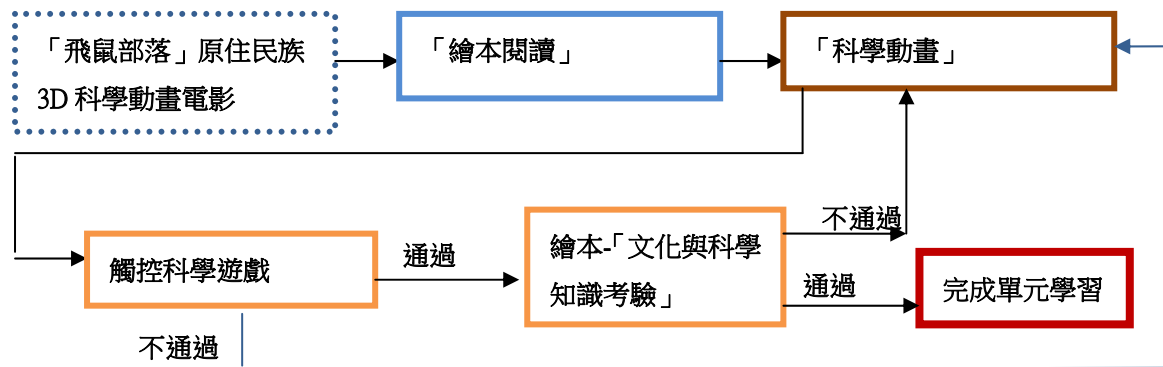 「飛鼠部落」原住民族
3D 科學動畫電影
「繪本閱讀」
「科學動畫」
觸控科學遊戲
通過
繪本-「文化與科學
知識考驗」
不通過
通過
完成單元學習
不通過